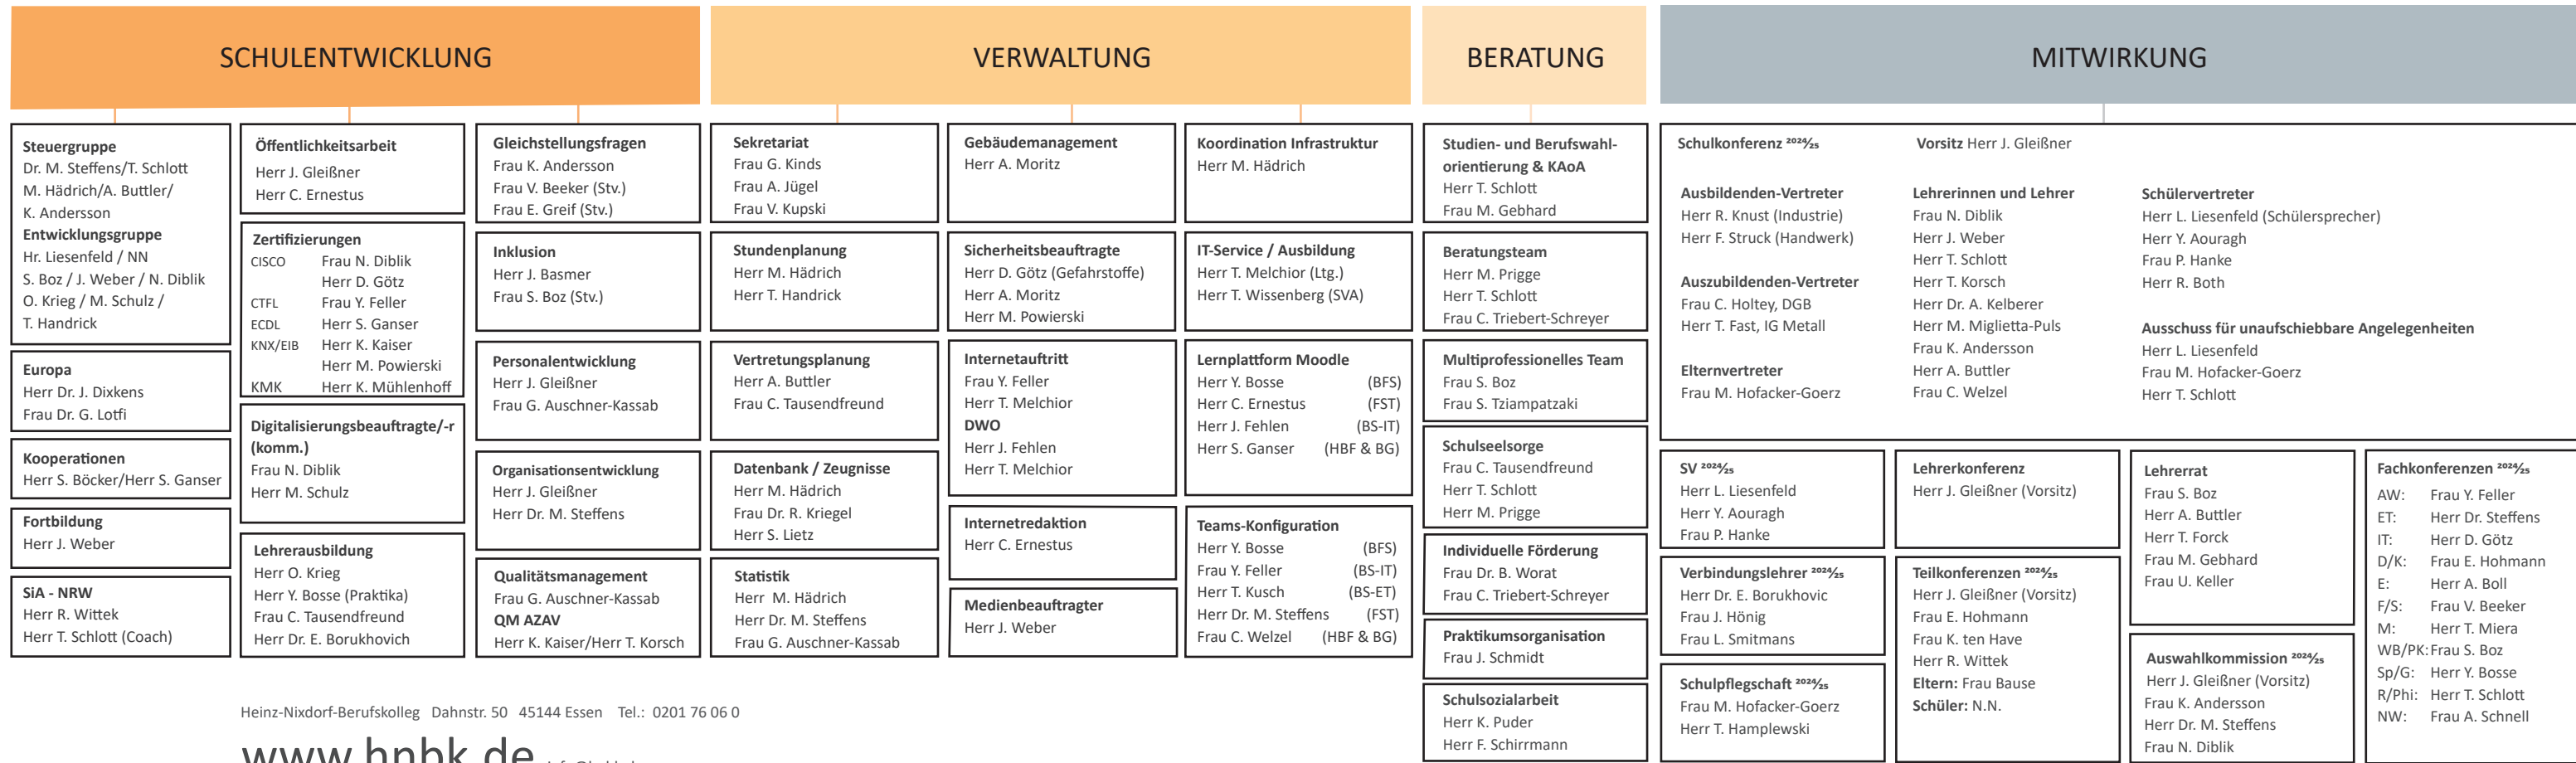 SCHULENTWICKLUNG
Steuergruppe
Dr. M. Steffens/T. Schlott
M. Hädrich/A. Buttler/
K. Andersson
Entwicklungsgruppe
Hr. Liesenfeld / NN
S. Boz / J. Weber / N. Diblik
O. Krieg / M. Schulz /
T. Handrick
Europa
Herr Dr. J. Dixkens
Frau Dr. G. Lotfi
Kooperationen
Herr S. Böcker/Herr S. Ganser
Fortbildung
Herr J. Weber
SiA - NRW
Herr R. Wittek
Herr T. Schlott (Coach)
Öffentlichkeitsarbeit
Herr J. Gleißner
Herr C. Ernestus
Zertifizierungen
CISCO Frau N. Diblik
Herr D. Götz
CTFL Frau Y. Feller
ECDL Herr S. Ganser
KNX/EIB Herr K. Kaiser
Herr M. Powierski
KMK Herr K. Mühlenhoff
Digitalisierungsbeauftragte/-r
(komm.)
Frau N. Diblik
Herr M. Schulz
Lehrerausbildung
Herr O. Krieg
Herr Y. Bosse (Praktika)
Frau C. Tausendfreund
Herr Dr. E. Borukhovich
Gleichstellungsfragen
Frau K. Andersson
Frau V. Beeker (Stv.)
Frau E. Greif (Stv.)
Inklusion
Herr J. Basmer
Frau S. Boz (Stv.)
Personalentwicklung
Herr J. Gleißner
Frau G. Auschner-Kassab
Organisationsentwicklung
Herr J. Gleißner
Herr Dr. M. Steffens
Qualitätsmanagement
Frau G. Auschner-Kassab
QM AZAV
Herr K. Kaiser/Herr T. Korsch
VERWALTUNG
Sekretariat
Frau G. Kinds
Frau A. Jügel
Frau V. Kupski
Stundenplanung
Herr M. Hädrich
Herr T. Handrick
Vertretungsplanung
Herr A. Buttler
Frau C. Tausendfreund
Datenbank / Zeugnisse
Herr M. Hädrich
Frau Dr. R. Kriegel
Herr S. Lietz
Statistik
Herr M. Hädrich
Herr Dr. M. Steffens
Frau G. Auschner-Kassab
Gebäudemanagement
Herr A. Moritz
Sicherheitsbeauftragte
Herr D. Götz (Gefahrstoffe)
Herr A. Moritz
Herr M. Powierski
Internetauftritt
Frau Y. Feller
Herr T. Melchior
DWO
Herr J. Fehlen
Herr T. Melchior
Internetredaktion
Herr C. Ernestus
Medienbeauftragter
Herr J. Weber
Koordination Infrastruktur
Herr M. Hädrich
IT-Service / Ausbildung
Herr T. Melchior (Ltg.)
Herr T. Wissenberg (SVA)
Lernplattform Moodle
Herr Y. Bosse (BFS)
Herr C. Ernestus (FST)
Herr J. Fehlen (BS-IT)
Herr S. Ganser (HBF & BG)
Teams-Konfiguration
Herr Y. Bosse (BFS)
Frau Y. Feller (BS-IT)
Herr T. Kusch (BS-ET)
Herr Dr. M. Steffens (FST)
Frau C. Welzel (HBF & BG)
BERATUNG
Studien- und Berufswahl-
orientierung & KAoA
Herr T. Schlott
Frau M. Gebhard
Beratungsteam
Herr M. Prigge
Herr T. Schlott
Frau C. Triebert-Schreyer
Multiprofessionelles Team
Frau S. Boz
Frau S. Tziampatzaki
Schulseelsorge
Frau C. Tausendfreund
Herr T. Schlott
Herr M. Prigge
Individuelle Förderung
Frau Dr. B. Worat
Frau C. Triebert-Schreyer
Praktikumsorganisation
Frau J. Schmidt
Schulsozialarbeit
Herr K. Puder
Herr F. Schirrmann
MITWIRKUNG
Schulkonferenz 2024/25 Vorsitz Herr J. Gleißner
Ausbildenden-Vertreter
Herr R. Knust (Industrie)
Herr F. Struck (Handwerk)
Auszubildenden-Vertreter
Frau C. Holtey, DGB
Herr T. Fast, IG Metall
Elternvertreter
Frau M. Hofacker-Goerz
Lehrerinnen und Lehrer
Frau N. Diblik
Herr J. Weber
Herr T. Schlott
Herr T. Korsch
Herr Dr. A. Kelberer
Herr M. Miglietta-Puls
Frau K. Andersson
Herr A. Buttler
Frau C. Welzel
Schülervertreter
Herr L. Liesenfeld (Schülersprecher)
Herr Y. Aouragh
Frau P. Hanke
Herr R. Both
Ausschuss für unaufschiebbare Angelegenheiten
Herr L. Liesenfeld
Frau M. Hofacker-Goerz
Herr T. Schlott
SV 2024/25
Herr L. Liesenfeld
Herr Y. Aouragh
Frau P. Hanke
Verbindungslehrer 2024/25
Herr Dr. E. Borukhovic
Frau J. Hönig
Frau L. Smitmans
Schulpflegschaft 2024/25
Frau M. Hofacker-Goerz
Herr T. Hamplewski
Lehrerkonferenz
Herr J. Gleißner (Vorsitz)
Teilkonferenzen 2024/25
Herr J. Gleißner (Vorsitz)
Frau E. Hohmann
Frau K. ten Have
Herr R. Wittek
Eltern: Frau Bause
Schüler: N.N.
Lehrerrat
Frau S. Boz
Herr A. Buttler
Herr T. Forck
Frau M. Gebhard
Frau U. Keller
Auswahlkommission 2024/25
Herr J. Gleißner (Vorsitz)
Frau K. Andersson
Herr Dr. M. Steffens
Frau N. Diblik
Fachkonferenzen 2024/25
AW: Frau Y. Feller
ET: Herr Dr. Steffens
IT: Herr D. Götz
D/K: Frau E. Hohmann
E: Herr A. Boll
F/S: Frau V. Beeker
M: Herr T. Miera
WB/PK: Frau S. Boz
Sp/G: Herr Y. Bosse
R/Phi: Herr T. Schlott
NW: Frau A. Schnell
Heinz-Nixdorf-Berufskolleg Dahnstr. 50 45144 Essen Tel.: 0201 76 06 0
www.hnbk.de